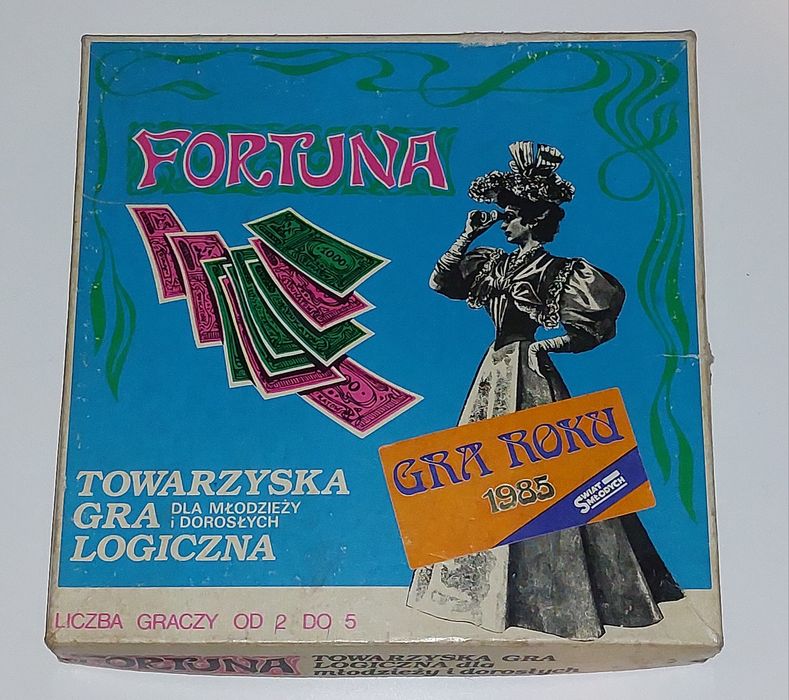 FORTUNA
1000
TOWARZYSKA
GRA DLA MŁODZIEŻY
i DOROSŁYCH
LOGICZNA
GRA ROKU
1985
ŚWIAT
MŁODYCH
LICZBA GRACZY OD 2 DO 5
FORTUNA
TOWARZYSKA GRA
LOGICZNA dla
młodzieży i dorosłych